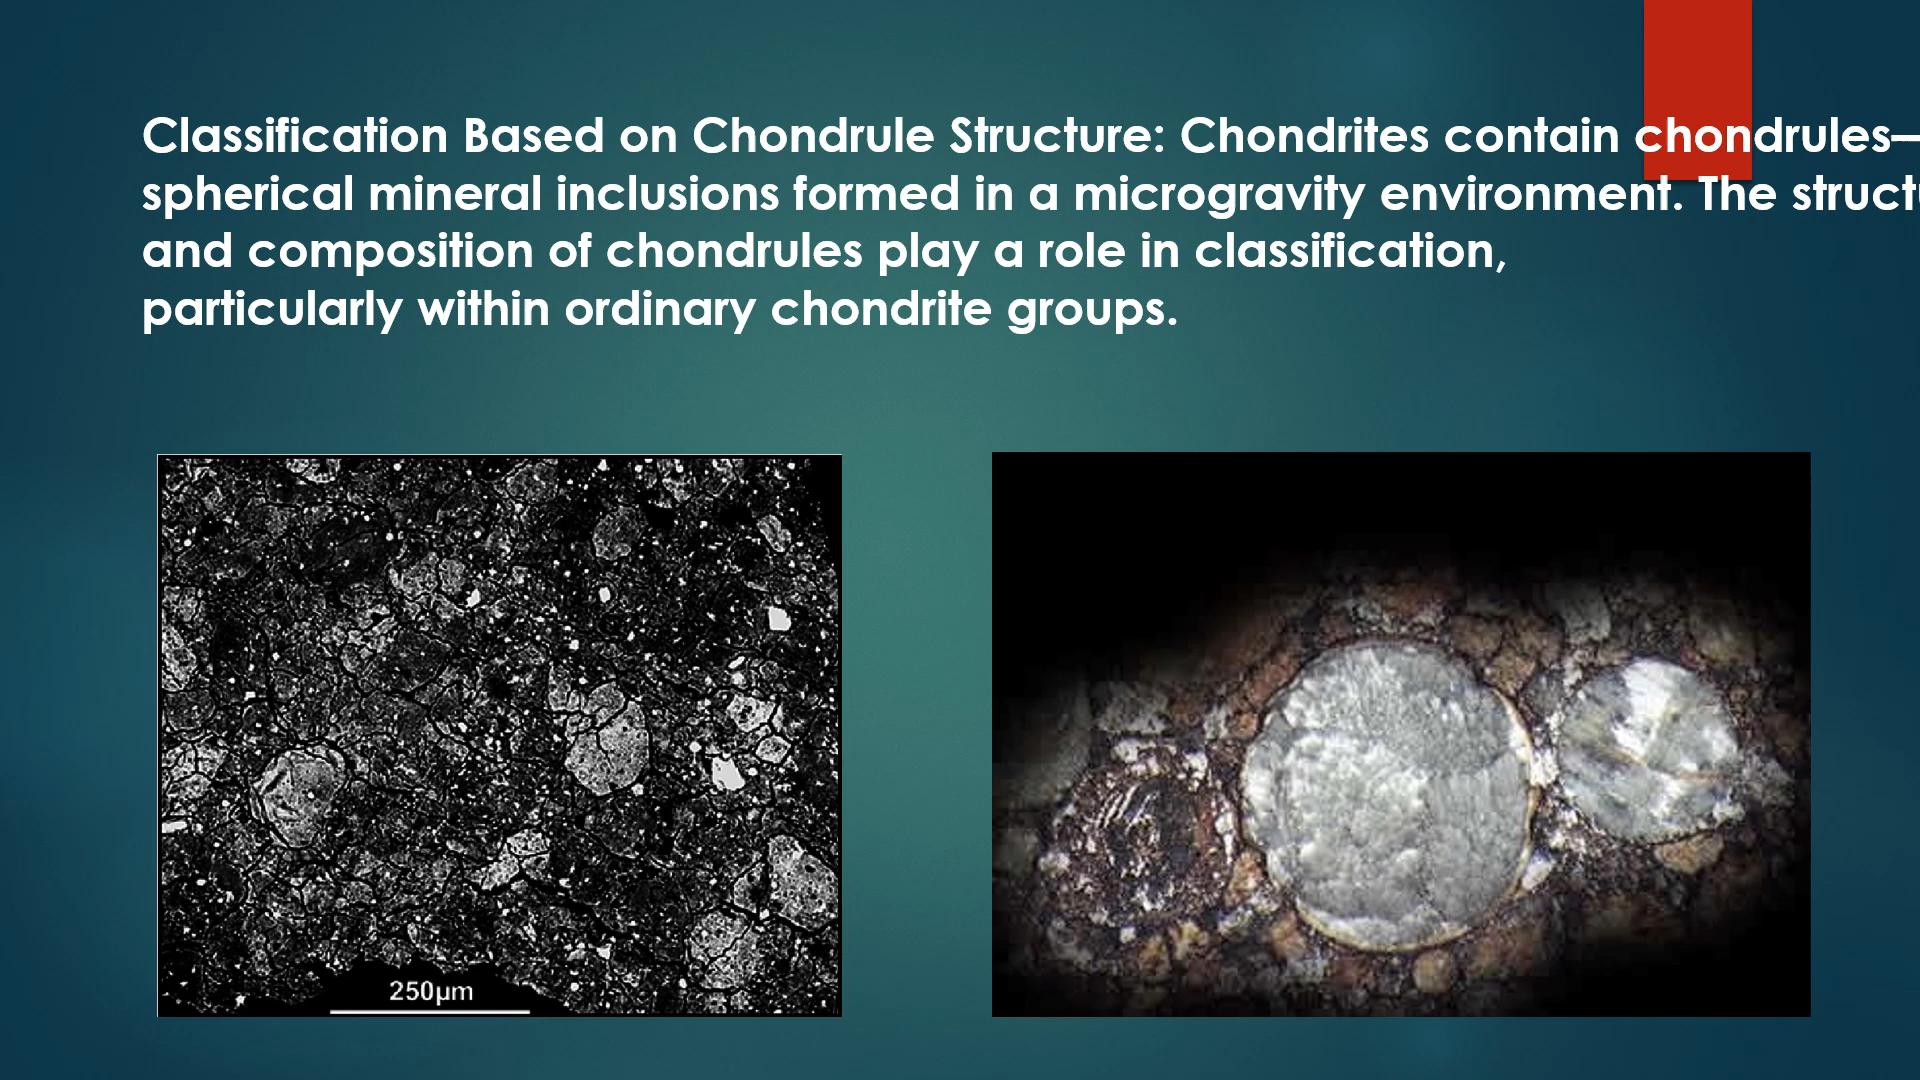 Classification Based on Chondrule Structure: Chondrites contain chondrules—
spherical mineral inclusions formed in a microgravity environment. The
and composition of chondrules play a role in classification,
particularly within ordinary chondrite groups.
250µm